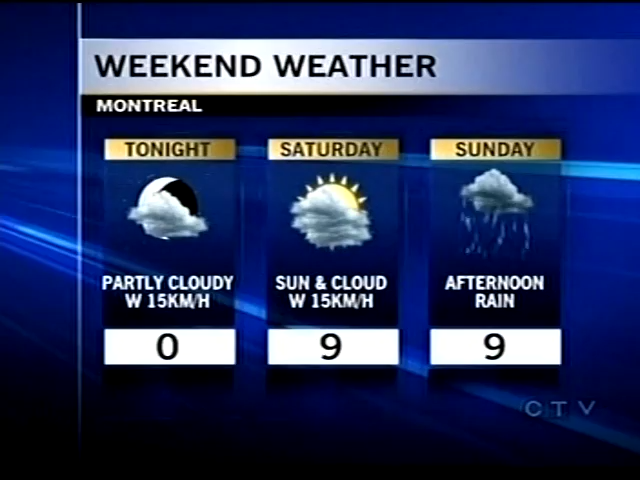 WEEKEND WEATHER
MONTREAL
TONIGHT
PARTLY CLOUDY
W 15KM/H
0
SATURDAY
SUN & CLOUD
W 15KM/H
9
SUNDAY
AFTERNOON
RAIN
9
CTV